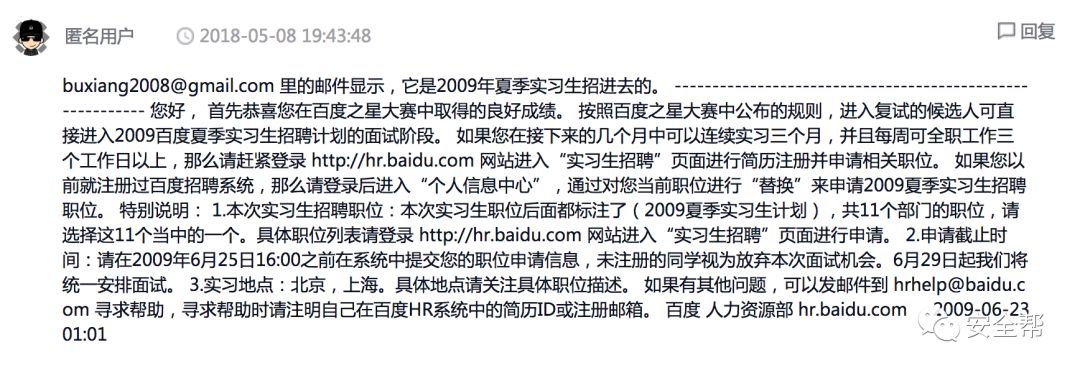 匿名用户 2018-05-08 19:43:48 回复
buxiang2008@gmail.com 里的邮件显示，它是2009年夏季实习生招进去的。 -----------------------------------------------
----------- 您好， 首先恭喜您在百度之星大赛中取得的良好成绩。 按照百度之星大赛中公布的规则，进入复试的候选人可直
接进入2009百度夏季实习生招聘计划的面试阶段。 如果您在接下来的几个月中可以连续实习三个月，并且每周可全职工作三
个工作日以上，那么请赶紧登录 http://hr.baidu.com 网站进入“实习生招聘”页面进行简历注册并申请相关职位。 如果您以
前就注册过百度招聘系统，那么请登录后进入“个人信息中心”，通过对您当前职位进行“替换”来申请2009夏季实习生招聘
职位。 特别说明： 1.本次实习生招聘职位：本次实习生职位后面都标注了（2009夏季实习生计划），共11个部门的职位，请
选择这11个当中的一个。具体职位列表请登录 http://hr.baidu.com 网站进入“实习生招聘”页面进行申请。 2.申请截止时
间：请在2009年6月25日16:00之前在系统中提交您的职位申请信息，未注册的同学视为放弃本次面试机会。6月29日起我们将
统一安排面试。 3.实习地点：北京，上海。具体地点请关注具体职位描述。 如果有其他问题，可以发邮件到 hrhelp@baidu.c
om 寻求帮助，寻求帮助时请注明自己在百度HR系统中的简历ID或注册邮箱。 百度 人力资源部 hr.baidu.com 2009-06-23
01:01
安全帮